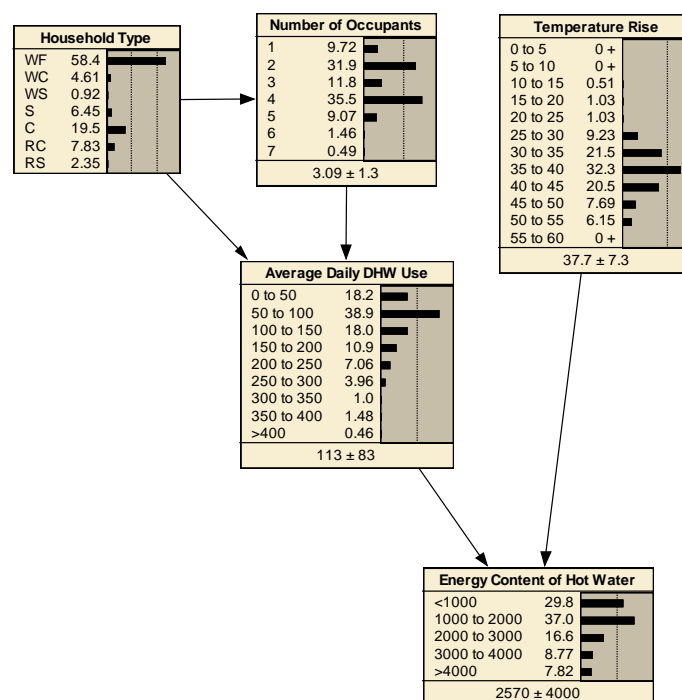 Household Type
WF 58.4
WC 4.61
WS 0.92
S 6.45
C 19.5
RC 7.83
RS 2.35
Number of Occupants
1 9.72
2 31.9
3 11.8
4 35.5
5 9.07
6 1.46
7 0.49
3.09 ± 1.3
Temperature Rise
0 to 5 0 +
5 to 10 0 +
10 to 15 0.51
15 to 20 1.03
20 to 25 1.03
25 to 30 9.23
30 to 35 21.5
35 to 40 32.3
40 to 45 20.5
45 to 50 7.69
50 to 55 6.15
55 to 60 0 +
37.7 ± 7.3
Average Daily DHW Use
0 to 50 18.2
50 to 100 38.9
100 to 150 18.0
150 to 200 10.9
200 to 250 7.06
250 to 300 3.96
300 to 350 1.0
350 to 400 1.48
>400 0.46
113 ± 83
Energy Content of Hot Water
<1000 29.8
1000 to 2000 37.0
2000 to 3000 16.6
3000 to 4000 8.77
>4000 7.82
2570 ± 4000